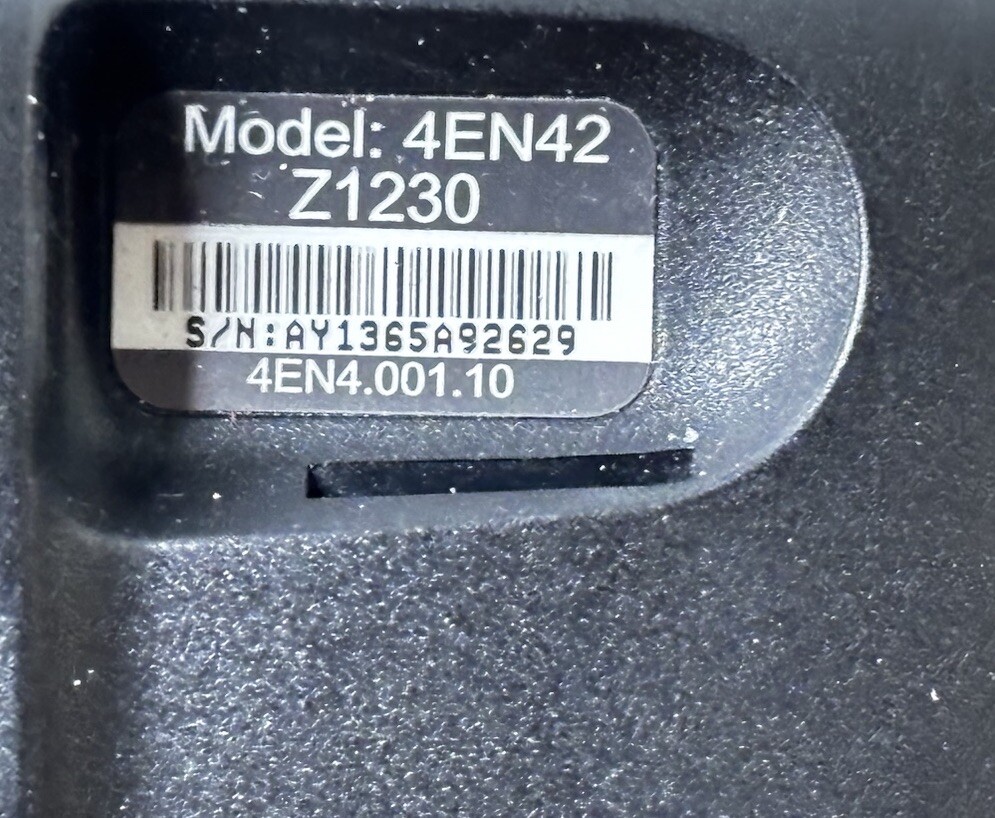 Model: 4EN42
Z1230
S/N:AY1365A92629
4EN4.001.10